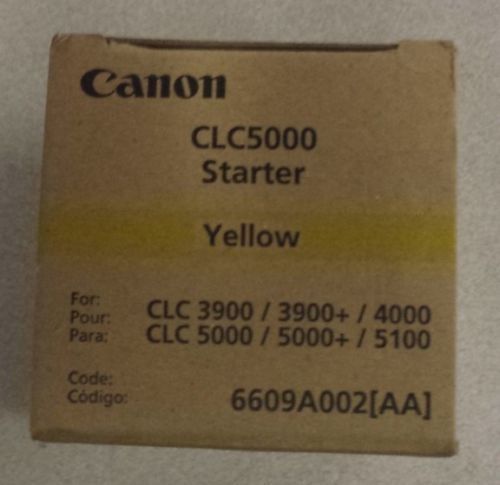 Canon
CLC5000
Starter
Yellow
For:
Pour:
Para:
CLC 3900 / 3900+ / 4000
CLC 5000 / 5000+ / 5100
Code:
Código:
6609A002[AA]